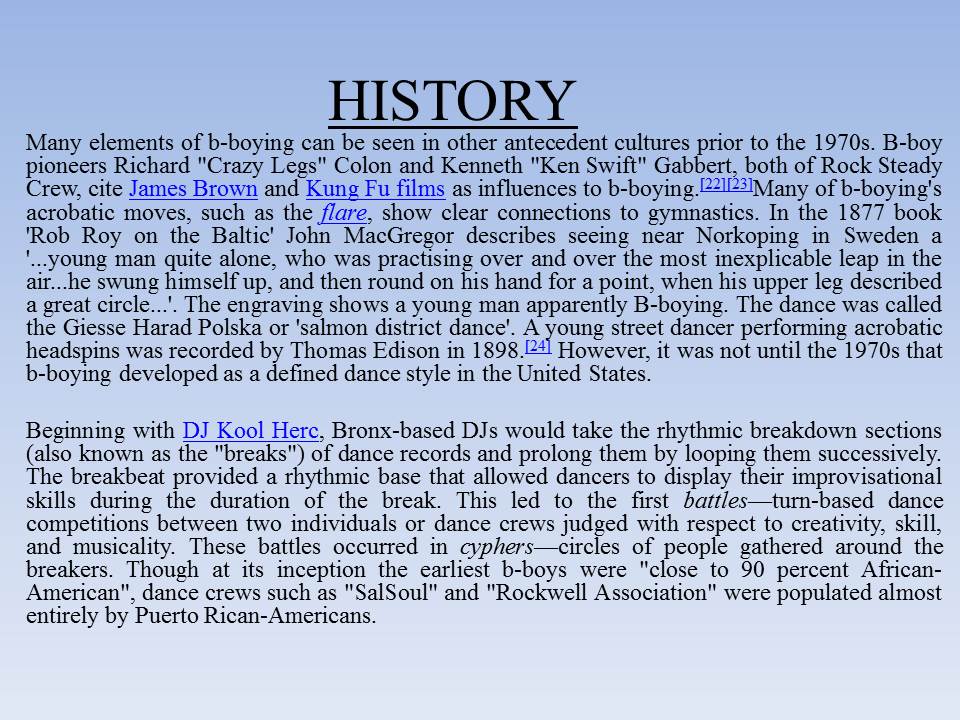 HISTORY
Many elements of b-boying can be seen in other antecedent cultures prior to the 1970s. B-boy
pioneers Richard "Crazy Legs" Colon and Kenneth "Ken Swift" Gabbert, both of Rock Steady
Crew, cite James Brown and Kung Fu films as influences to b-boying.[22][23]Many of b-boying's
acrobatic moves, such as the flare, show clear connections to gymnastics. In the 1877 book
'Rob Roy on the Baltic' John MacGregor describes seeing near Norkoping in Sweden a
'...young man quite alone, who was practising over and over the most inexplicable leap in the
air...he swung himself up, and then round on his hand for a point, when his upper leg described
a great circle...'. The engraving shows a young man apparently B-boying. The dance was called
the Giesse Harad Polska or 'salmon district dance'. A young street dancer performing acrobatic
headspins was recorded by Thomas Edison in 1898.[24] However, it was not until the 1970s that
b-boying developed as a defined dance style in the United States.
Beginning with DJ Kool Herc, Bronx-based DJs would take the rhythmic breakdown sections
(also known as the "breaks") of dance records and prolong them by looping them successively.
The breakbeat provided a rhythmic base that allowed dancers to display their improvisational
skills during the duration of the break. This led to the first battles—turn-based dance
competitions between two individuals or dance crews judged with respect to creativity, skill,
and musicality. These battles occurred in cyphers—circles of people gathered around the
breakers. Though at its inception the earliest b-boys were "close to 90 percent African-
American", dance crews such as "SalSoul" and "Rockwell Association" were populated almost
entirely by Puerto Rican-Americans.